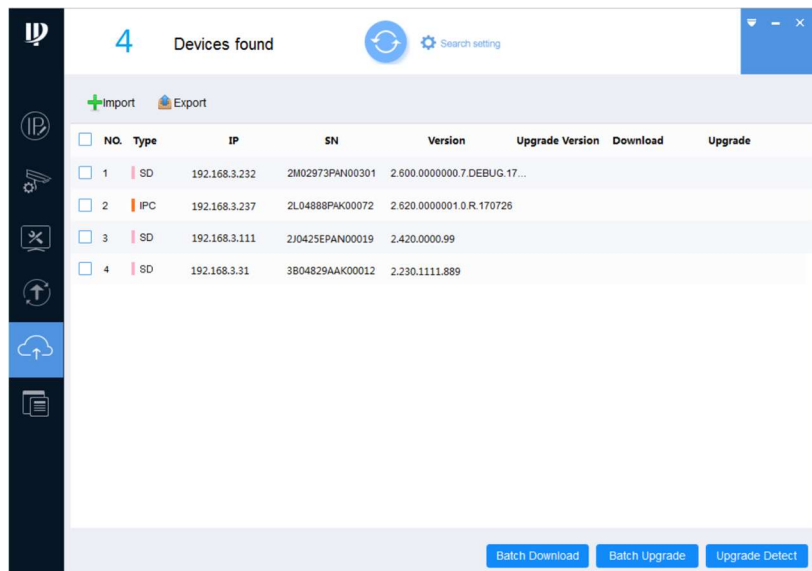 4 Devices found Search setting
Import Export
NO. Type IP SN Version Upgrade Version Download Upgrade
1 SD 192.168.3.232 2M02973PAN00301 2.600.0000000.7.DEBUG.17...
2 IPC 192.168.3.237 2L04888PAK00072 2.620.0000001.0.R.170726
3 SD 192.168.3.111 2J0425EPAN00019 2.420.0000.99
4 SD 192.168.3.31 3B04829AAK00012 2.230.1111.889
Batch Download Batch Upgrade Upgrade Detect